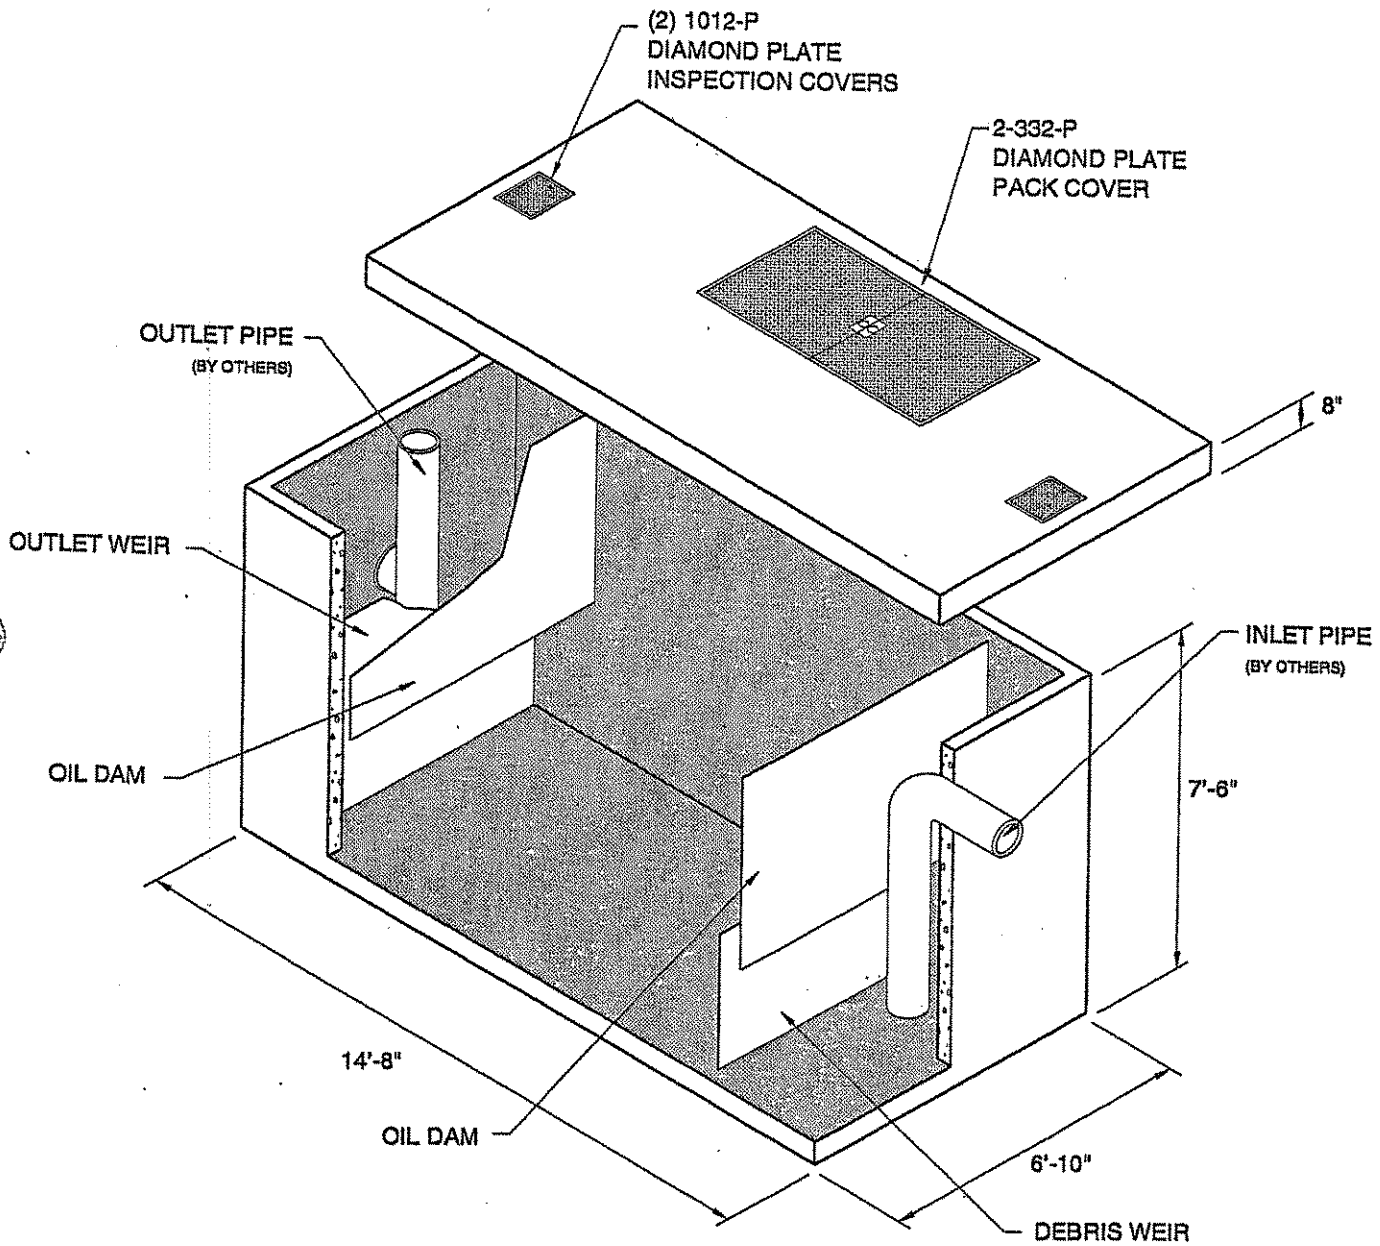 (2) 1012-P
DIAMOND PLATE
INSPECTION COVERS
2-332-P
DIAMOND PLATE
PACK COVER
OUTLET PIPE
(BY OTHERS)
8"
OUTLET WEIR
INLET PIPE
(BY OTHERS)
OIL DAM
7'-6"
14'-8"
OIL DAM
6'-10"
DEBRIS WEIR